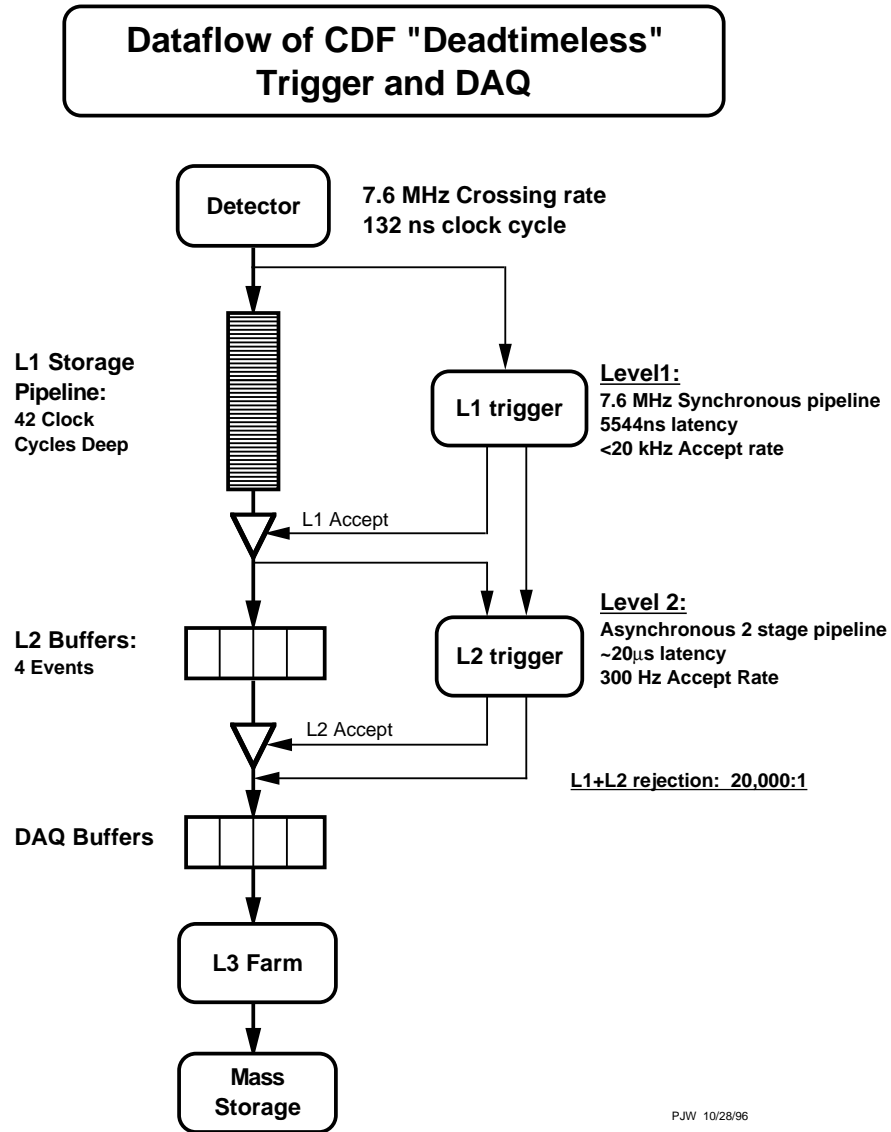 Dataflow of CDF "Deadtimeless"
Trigger and DAQ
Detector
7.6 MHz Crossing rate
132 ns clock cycle
L1 Storage
Pipeline:
42 Clock
Cycles Deep
L1 trigger
Level1:
7.6 MHz Synchronous pipeline
5544ns latency
<20 kHz Accept rate
L1 Accept
L2 Buffers:
4 Events
L2 trigger
Level 2:
Asynchronous 2 stage pipeline
~20μs latency
300 Hz Accept Rate
L2 Accept
L1+L2 rejection: 20,000:1
DAQ Buffers
L3 Farm
Mass
Storage
PJW 10/28/96